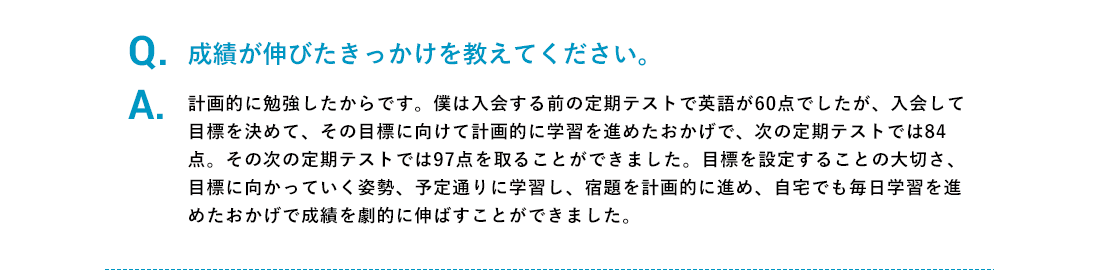 Q. 成績が伸びたきっかけを教えてください。
A. 計画的に勉強したからです。僕は入会する前の定期テストで英語が60点でしたが、入会して
目標を決めて、その目標に向けて計画的に学習を進めたおかげで、次の定期テストでは84
点。その次の定期テストでは97点を取ることができました。目標を設定することの大切さ、
目標に向かっていく姿勢、予定通りに学習し、宿題を計画的に進め、自宅でも毎日学習を進
めたおかげで成績を劇的に伸ばすことができました。